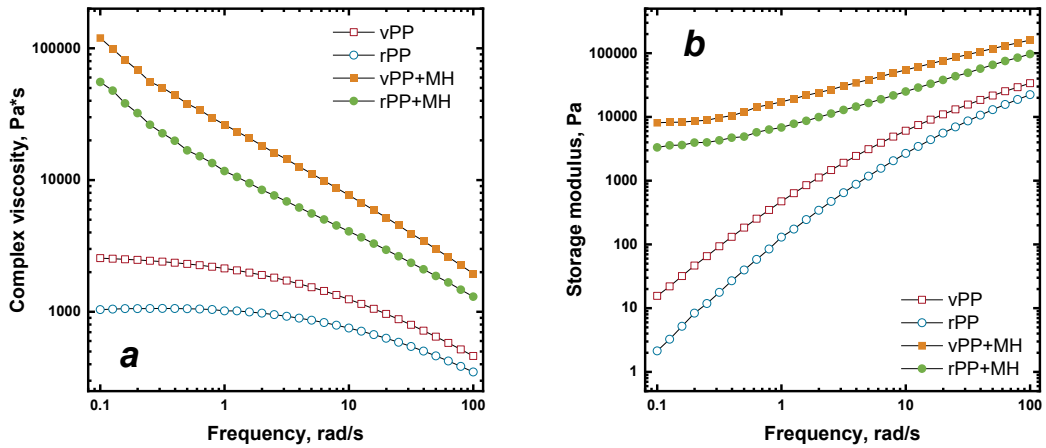 a
vPP
rPP
vPP+MH
rPP+MH
100000
10000
1000
Complex viscosity, Pa*s
0.1
1
10
100
Frequency, rad/s
b
100000
10000
1000
100
10
1
Storage modulus, Pa
vPP
rPP
vPP+MH
rPP+MH
0.1
1
10
100
Frequency, rad/s